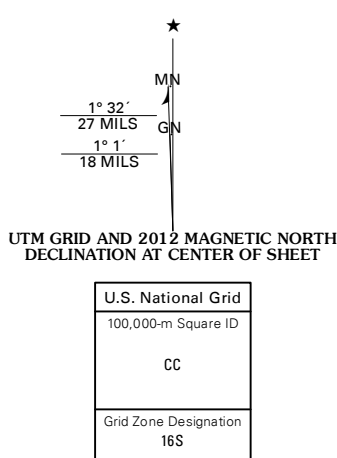 ★
MN
1° 32´
27 MILS
GN
1° 1´
18 MILS
UTM GRID AND 2012 MAGNETIC NORTH
DECLINATION AT CENTER OF SHEET
U.S. National Grid
100,000-m Square ID
CC
Grid Zone Designation
16S